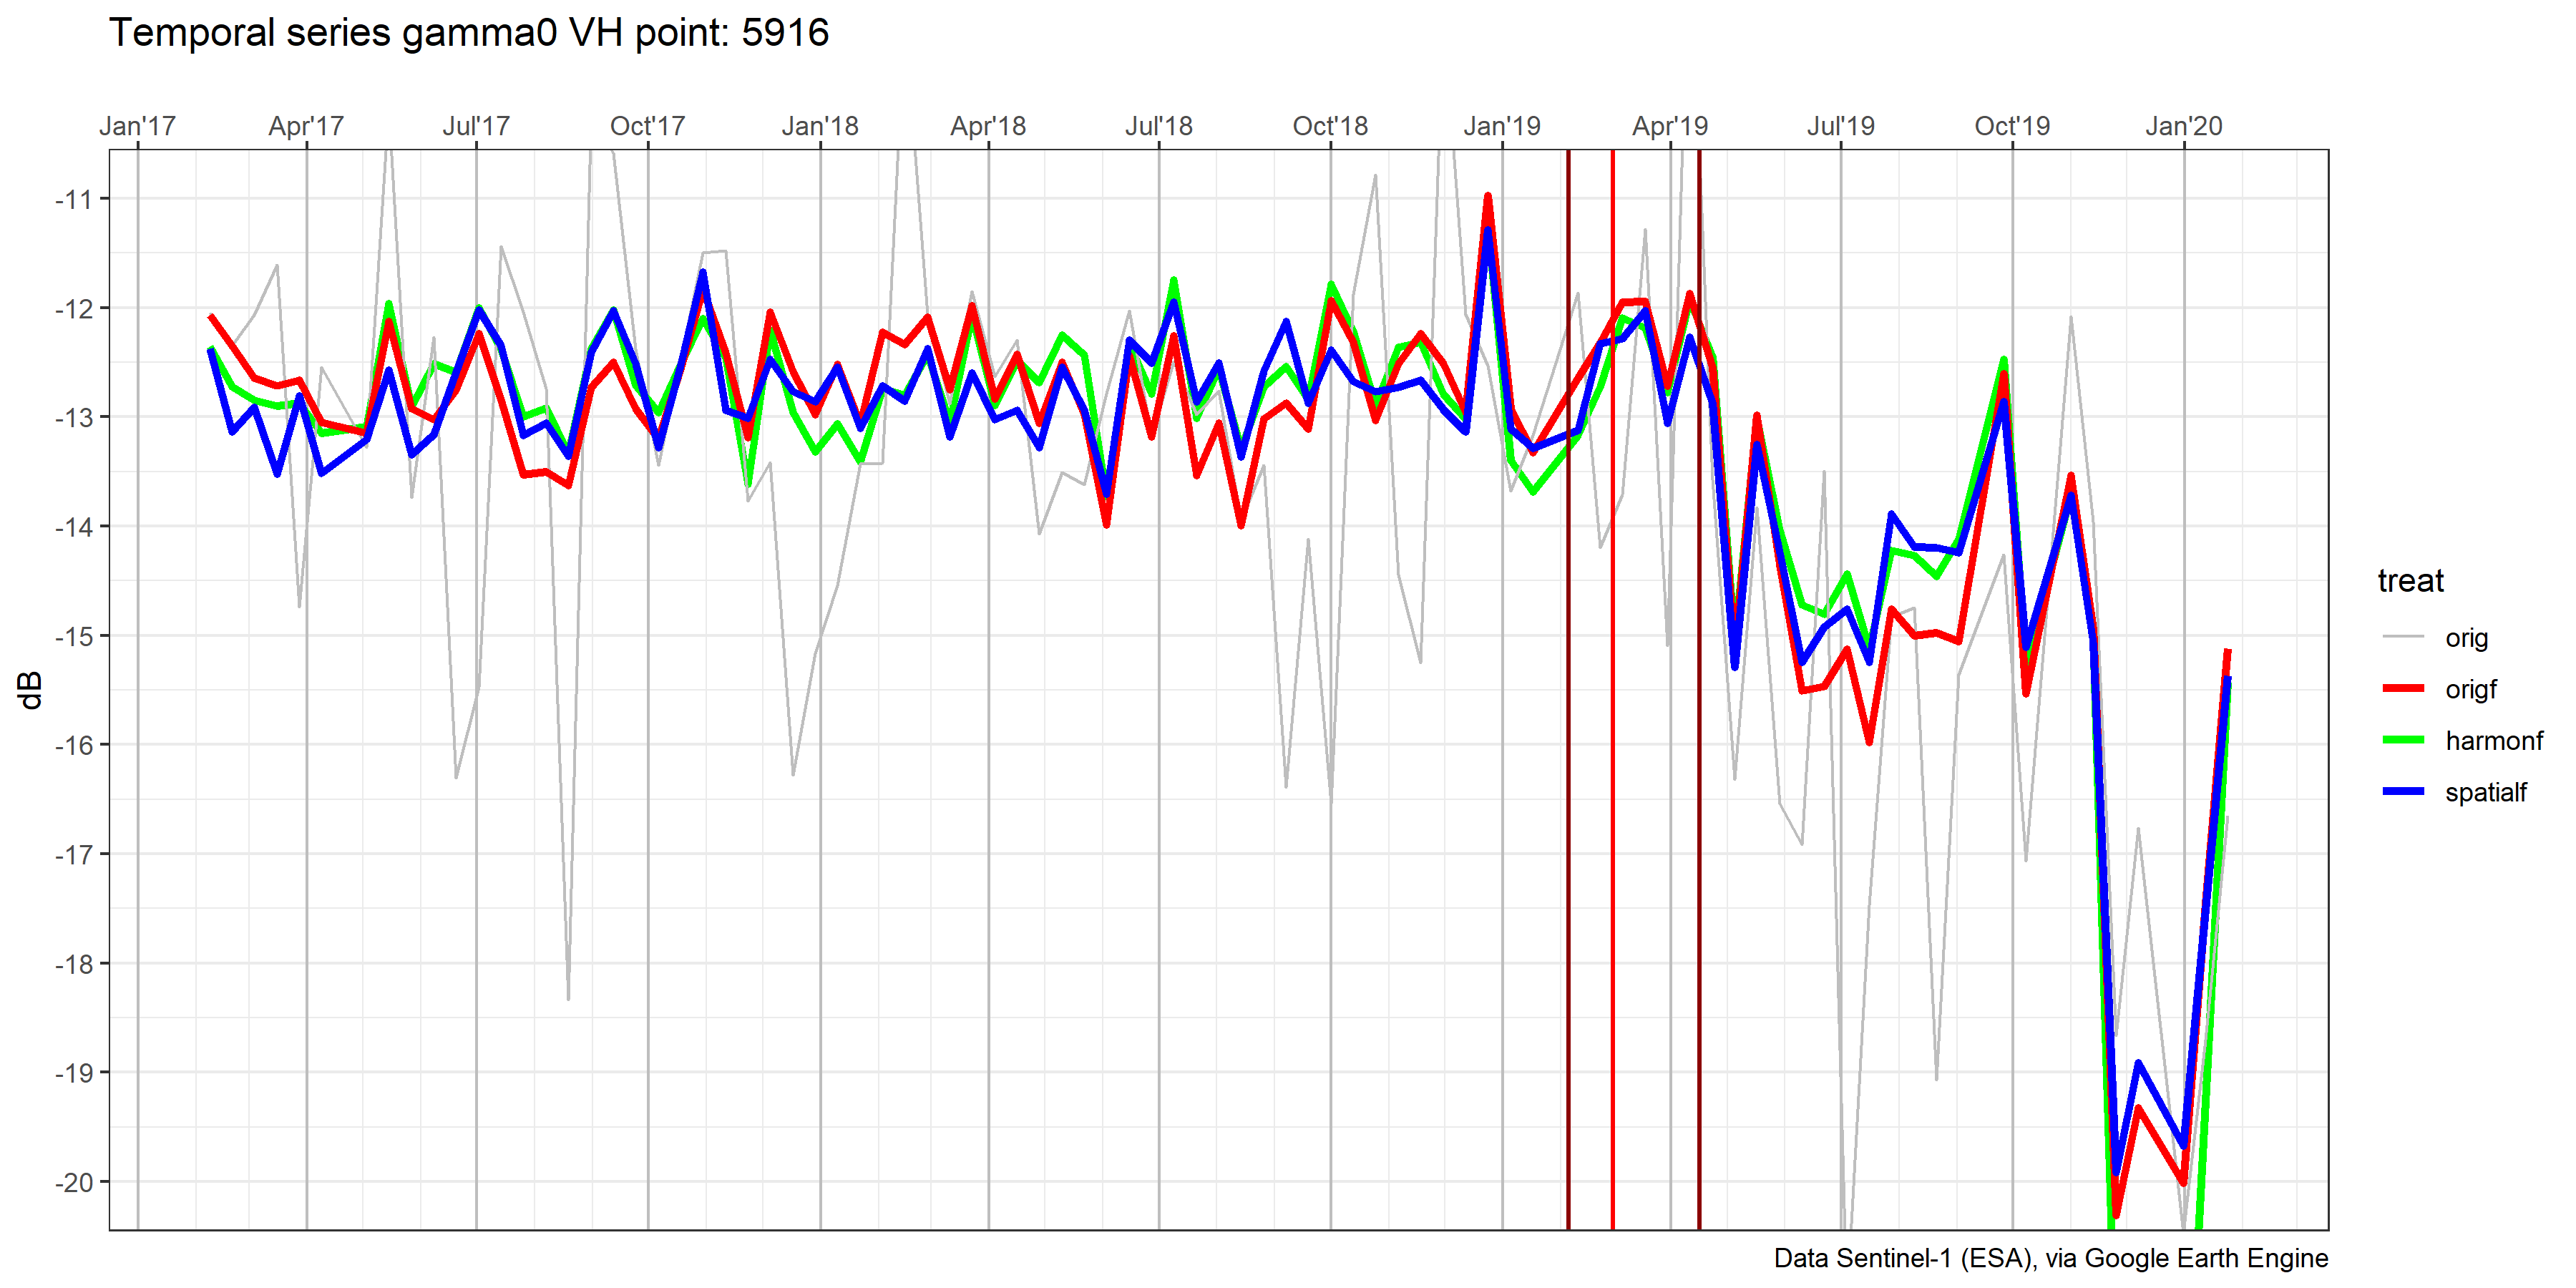 Temporal series gamma0 VH point: 5916
Jan'17 Apr'17 Jul'17 Oct'17 Jan'18 Apr'18 Jul'18 Oct'18 Jan'19 Apr'19 Jul'19 Oct'19 Jan'20
-11
-12
-13
-14
-15
-16
-17
-18
-19
-20
dB
treat
orig
origf
harmonf
spatialf
Data Sentinel-1 (ESA), via Google Earth Engine